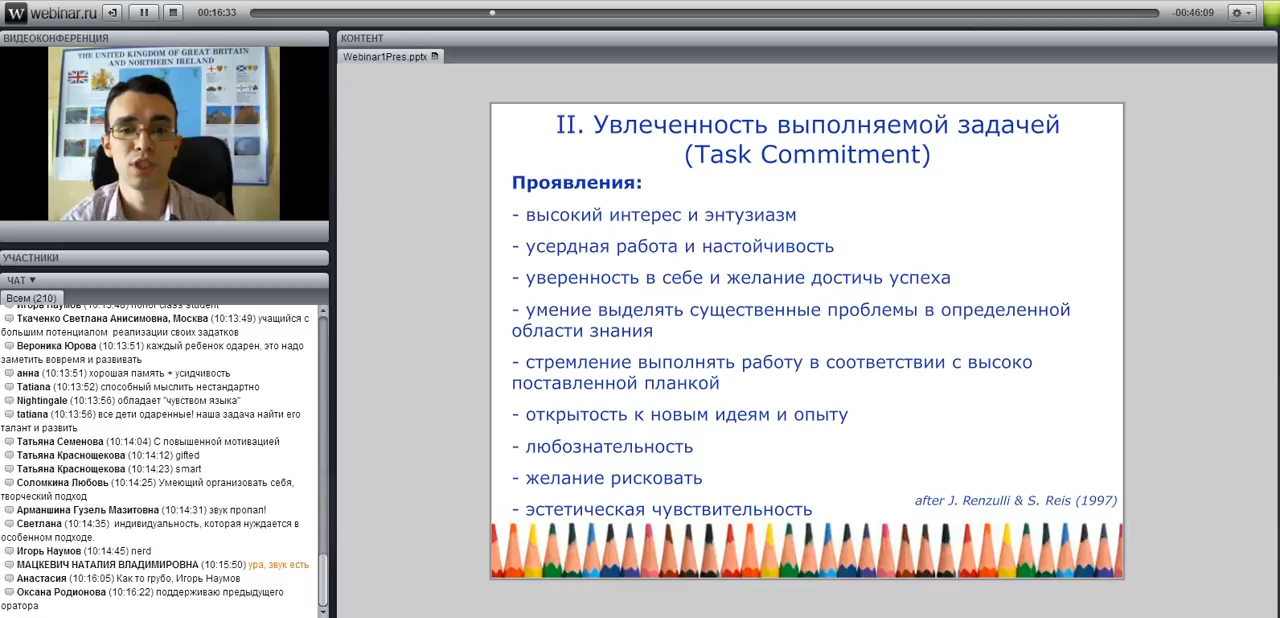 webinar.ru
00:16:33
-00:46:09
ВИДЕОКОНФЕРЕНЦИЯ
THE UNITED KINGDOM OF GREAT BRITAIN
AND NORTHERN IRELAND
УЧАСТНИКИ
ЧАТ
Всем (210)
Игорь Наумов (10:13:48) honor class student
Ткаченко Светлана Анисимовна, Москва (10:13:49) учащийся с
большим потенциалом реализации своих задатков
Вероника Юрова (10:13:51) каждый ребенок одарен, это надо
заметить вовремя и развивать
анна (10:13:51) хорошая память + усидчивость
Tatiana (10:13:52) способный мыслить нестандартно
Nightingale (10:13:56) обладает "чувством языка"
tatiana (10:13:56) все дети одаренные! наша задача найти его
талант и развить
Татьяна Семенова (10:14:04) С повышенной мотивацией
Татьяна Краснощекова (10:14:12) gifted
Татьяна Краснощекова (10:14:23) smart
Соломкина Любовь (10:14:25) Умеющий организовать себя,
творческий подход
Арманшина Гузель Мазитовна (10:14:31) звук пропал!
Светлана (10:14:35) индивидуальность, которая нуждается в
особенном подходе.
Игорь Наумов (10:14:45) nerd
МАЦКЕВИЧ НАТАЛИЯ ВЛАДИМИРОВНА (10:15:50) ура, звук есть
Анастасия (10:16:05) Как то грубо, Игорь Наумов
Оксана Родионова (10:16:22) поддерживаю предыдущего
оратора
КОНТЕНТ
Webinar1Pres.pptx
II. Увлеченность выполняемой задачей
(Task Commitment)
Проявления:
- высокий интерес и энтузиазм
- усердная работа и настойчивость
- уверенность в себе и желание достичь успеха
- умение выделять существенные проблемы в определенной
области знания
- стремление выполнять работу в соответствии с высоко
поставленной планкой
- открытость к новым идеям и опыту
- любознательность
- желание рисковать
- эстетическая чувствительность
after J. Renzulli & S. Reis (1997)